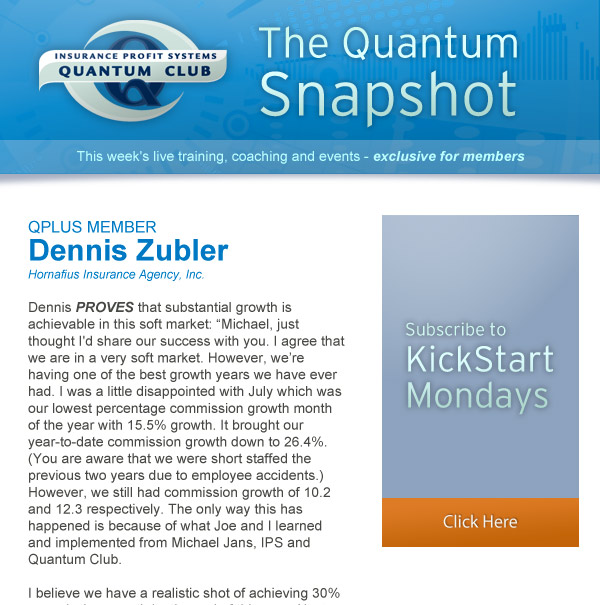 INSURANCE PROFIT SYSTEMS
QUANTUM CLUB
The Quantum
Snapshot
This week's live training, coaching and events - exclusive for members
QPLUS MEMBER
Dennis Zubler
Hornafius Insurance Agency, Inc.
Dennis PROVES that substantial growth is
achievable in this soft market: “Michael, just
thought I’d share our success with you. I agree that
we are in a very soft market. However, we’re
having one of the best growth years we have ever
had. I was a little disappointed with July which was
our lowest percentage commission growth month
of the year with 15.5% growth. It brought our
year-to-date commission growth down to 26.4%.
(You are aware that we were short staffed the
previous two years due to employee accidents.)
However, we still had commission growth of 10.2
and 12.3 respectively. The only way this has
happened is because of what Joe and I learned
and implemented from Michael Jans, IPS and
Quantum Club.
I believe we have a realistic shot of achieving 30%
Subscribe to
KickStart
Mondays
Click Here